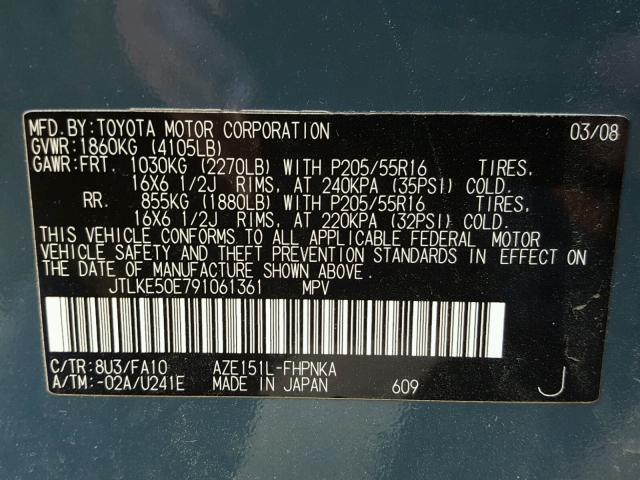 MFD.BY:TOYOTA MOTOR CORPORATION 03/08
GVWR:1860KG (4105LB)
GAWR:FRT. 1030KG (2270LB) WITH P205/55R16 TIRES,
16X6 1/2J RIMS, AT 240KPA (35PSI) COLD.
RR. 855KG (1880LB) WITH P205/55R16 TIRES,
16X6 1/2J RIMS, AT 220KPA (32PSI) COLD.
THIS VEHICLE CONFORMS TO ALL APPLICABLE FEDERAL MOTOR
VEHICLE SAFETY AND THEFT PREVENTION STANDARDS IN EFFECT ON
THE DATE OF MANUFACTURE SHOWN ABOVE.
JTLKE50E791061361 MPV
C/TR:8U3/FA10 AZE151L-FHPNKA
A/TM:-02A/U241E MADE IN JAPAN 609 J